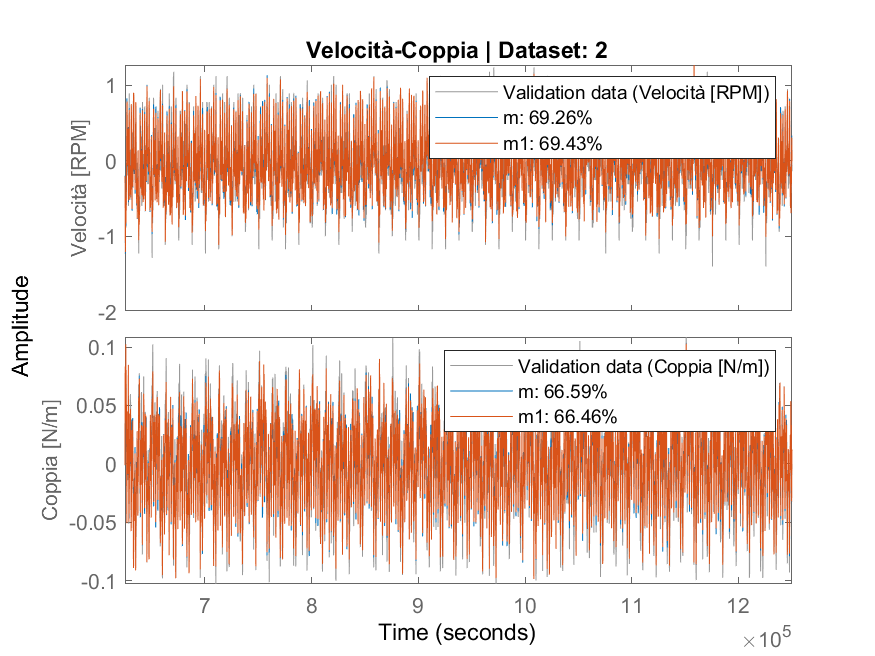 Velocità-Coppia | Dataset: 2
1
0
-1
-2
Velocità [RPM]
Validation data (Velocità [RPM])
m: 69.26%
m1: 69.43%
Amplitude
0.1
0.05
0
-0.05
-0.1
Coppia [N/m]
Validation data (Coppia [N/m])
m: 66.59%
m1: 66.46%
7 8 9 10 11 12
Time (seconds)
×10⁵